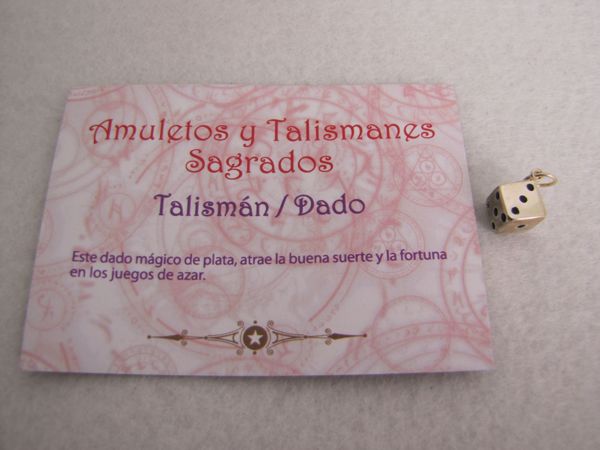 Amuletos y Talismanes
Sagrados
Talismán / Dado
Este dado mágico de plata, atrae la buena suerte y la fortuna
en los juegos de azar.